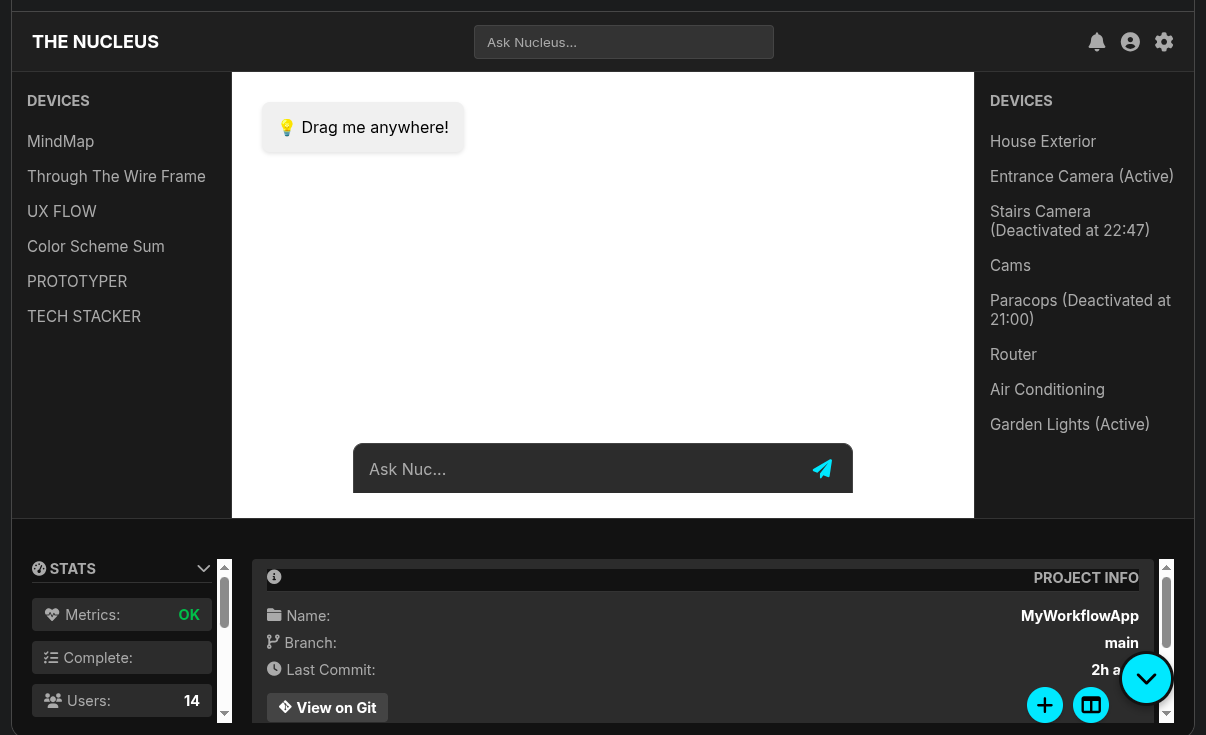 THE NUCLEUS
Ask Nucleus...
DEVICES
MindMap
Through The Wire Frame
UX FLOW
Color Scheme Sum
PROTOTYPER
TECH STACKER
💡 Drag me anywhere!
Ask Nuc...
DEVICES
House Exterior
Entrance Camera (Active)
Stairs Camera
(Deactivated at 22:47)
Cams
Paracops (Deactivated at
21:00)
Router
Air Conditioning
Garden Lights (Active)
STATS
Metrics: OK
Complete:
Users: 14
PROJECT INFO
Name: MyWorkflowApp
Branch: main
Last Commit: 2h a
View on Git